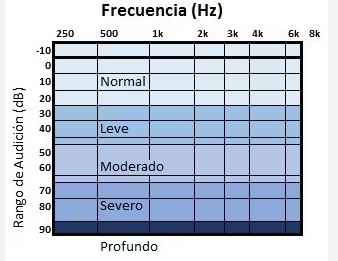 Frecuencia (Hz)
250 500 1k 2k 3k 4k 6k 8k
Rango de Audición (dB)
-10
0
10 Normal
20
30
40 Leve
50
60 Moderado
70
80 Severo
90
Profundo